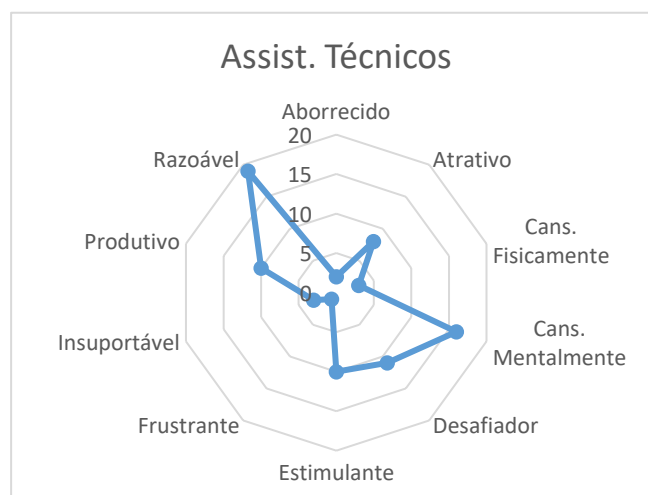 Assist. Técnicos
Aborrecido
20
Razoável
Atrativo
15
10
Produtivo
Cans.
Fisicamente
5
0
Insuportável
Cans.
Mentalmente
Frustrante
Desafiador
Estimulante